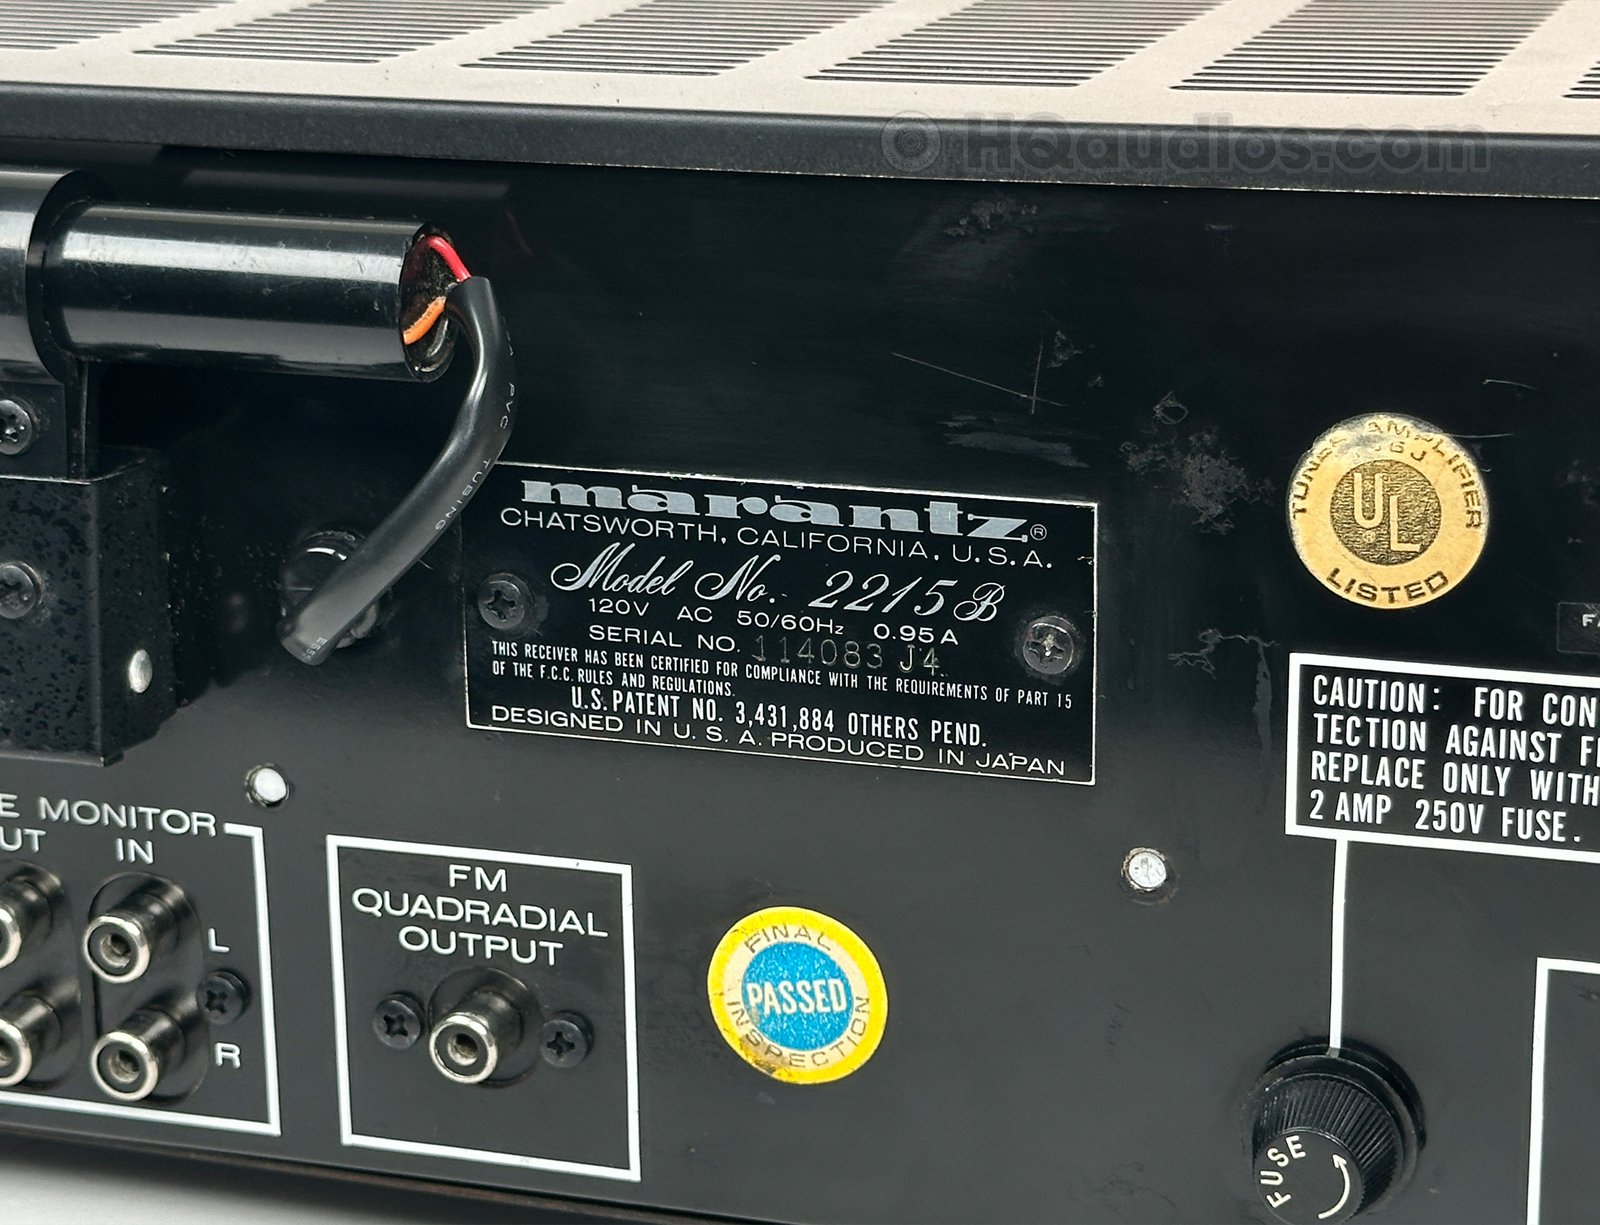 © HQaudios.com
PVC TUBING
marantz®
CHATSWORTH, CALIFORNIA, U.S.A.
Model No. 2215B
120V AC 50/60Hz 0.95A
SERIAL NO. 114083 J4
THIS RECEIVER HAS BEEN CERTIFIED FOR COMPLIANCE WITH THE REQUIREMENTS OF PART 15
OF THE F.C.C. RULES AND REGULATIONS.
U.S. PATENT NO. 3,431,884 OTHERS PEND.
DESIGNED IN U.S.A. PRODUCED IN JAPAN
TUNER AMPLIFIER
UL
LISTED
CAUTION: FOR CON
TECTION AGAINST F
REPLACE ONLY WITH
2 AMP 250V FUSE.
E MONITOR
UT IN
L
R
FM
QUADRADIAL
OUTPUT
FINAL
PASSED
INSPECTION
FUSE